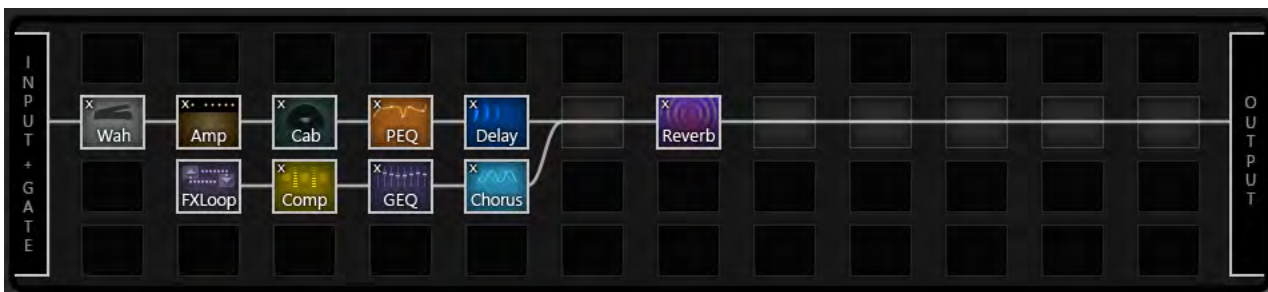 INPUT + GATE
x Wah
x Amp
x Cab
x PEQ
x Delay
x Reverb
FXLoop
x Comp
x GEQ
x Chorus
OUTPUT